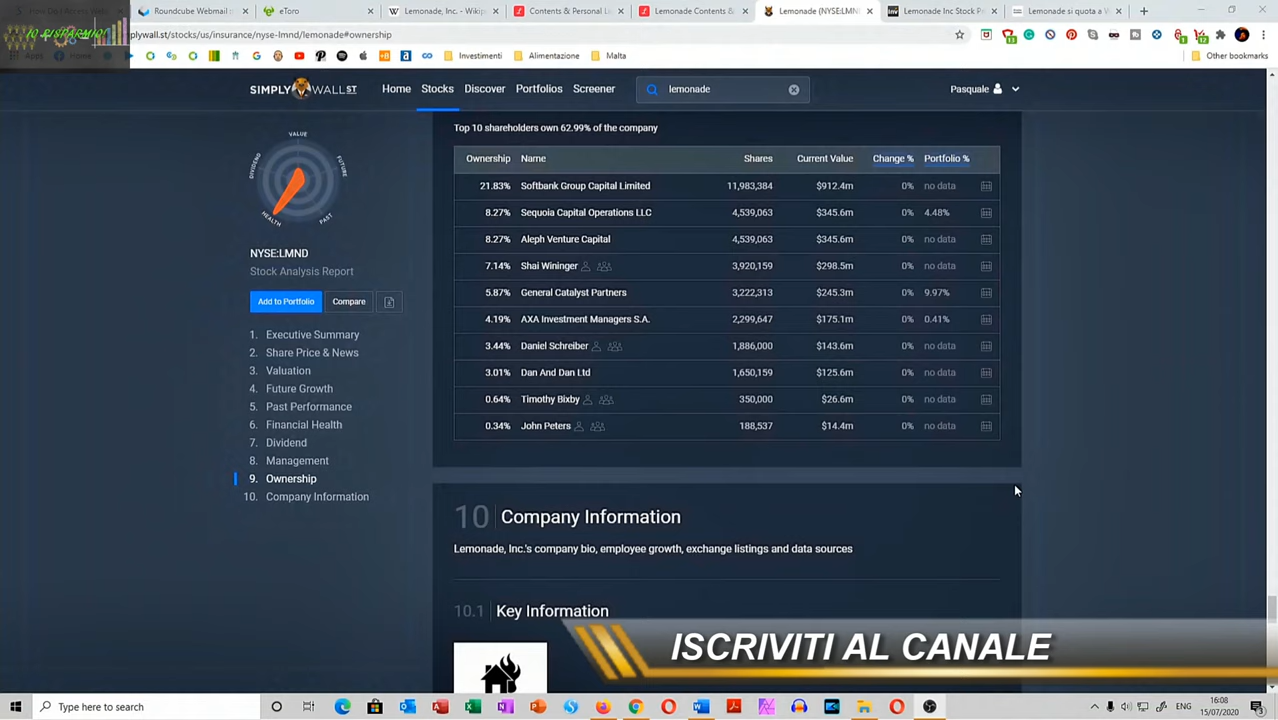 Roundcube Webmail
eToro
Lemonade, Inc. - Wikip
Contents & Personal Li
Lemonade Contents &
Lemonade (NYSE:LMN
Lemonade Inc Stock P
Lemonade si quota a W
IO RISPARMIO
plywall.st/stocks/us/insurance/nyse-lmnd/lemonade#ownership
Apps
Home
Investimenti
Alimentazione
Malta
Other bookmarks
SIMPLY WALL ST
Home
Stocks
Discover
Portfolios
Screener
lemonade
Pasquale
VALUE
FUTURE
PAST
HEALTH
DIVIDEND
NYSE:LMND
Stock Analysis Report
Add to Portfolio
Compare
1. Executive Summary
2. Share Price & News
3. Valuation
4. Future Growth
5. Past Performance
6. Financial Health
7. Dividend
8. Management
9. Ownership
10. Company Information
Top 10 shareholders own 62.99% of the company
Ownership Name Shares Current Value Change % Portfolio %
21.83% Softbank Group Capital Limited 11,983,384 $912.4m 0% no data
8.27% Sequoia Capital Operations LLC 4,539,063 $345.6m 0% 4.48%
8.27% Aleph Venture Capital 4,539,063 $345.6m 0% no data
7.14% Shai Wininger 3,920,159 $298.5m 0% no data
5.87% General Catalyst Partners 3,222,313 $245.3m 0% 9.97%
4.19% AXA Investment Managers S.A. 2,299,647 $175.1m 0% 0.41%
3.44% Daniel Schreiber 1,886,000 $143.6m 0% no data
3.01% Dan And Dan Ltd 1,650,159 $125.6m 0% no data
0.64% Timothy Bixby 350,000 $26.6m 0% no data
0.34% John Peters 188,537 $14.4m 0% no data
10 Company Information
Lemonade, Inc.'s company bio, employee growth, exchange listings and data sources
10.1 Key Information
ISCRIVITI AL CANALE
Type here to search
16:08
15/07/2020